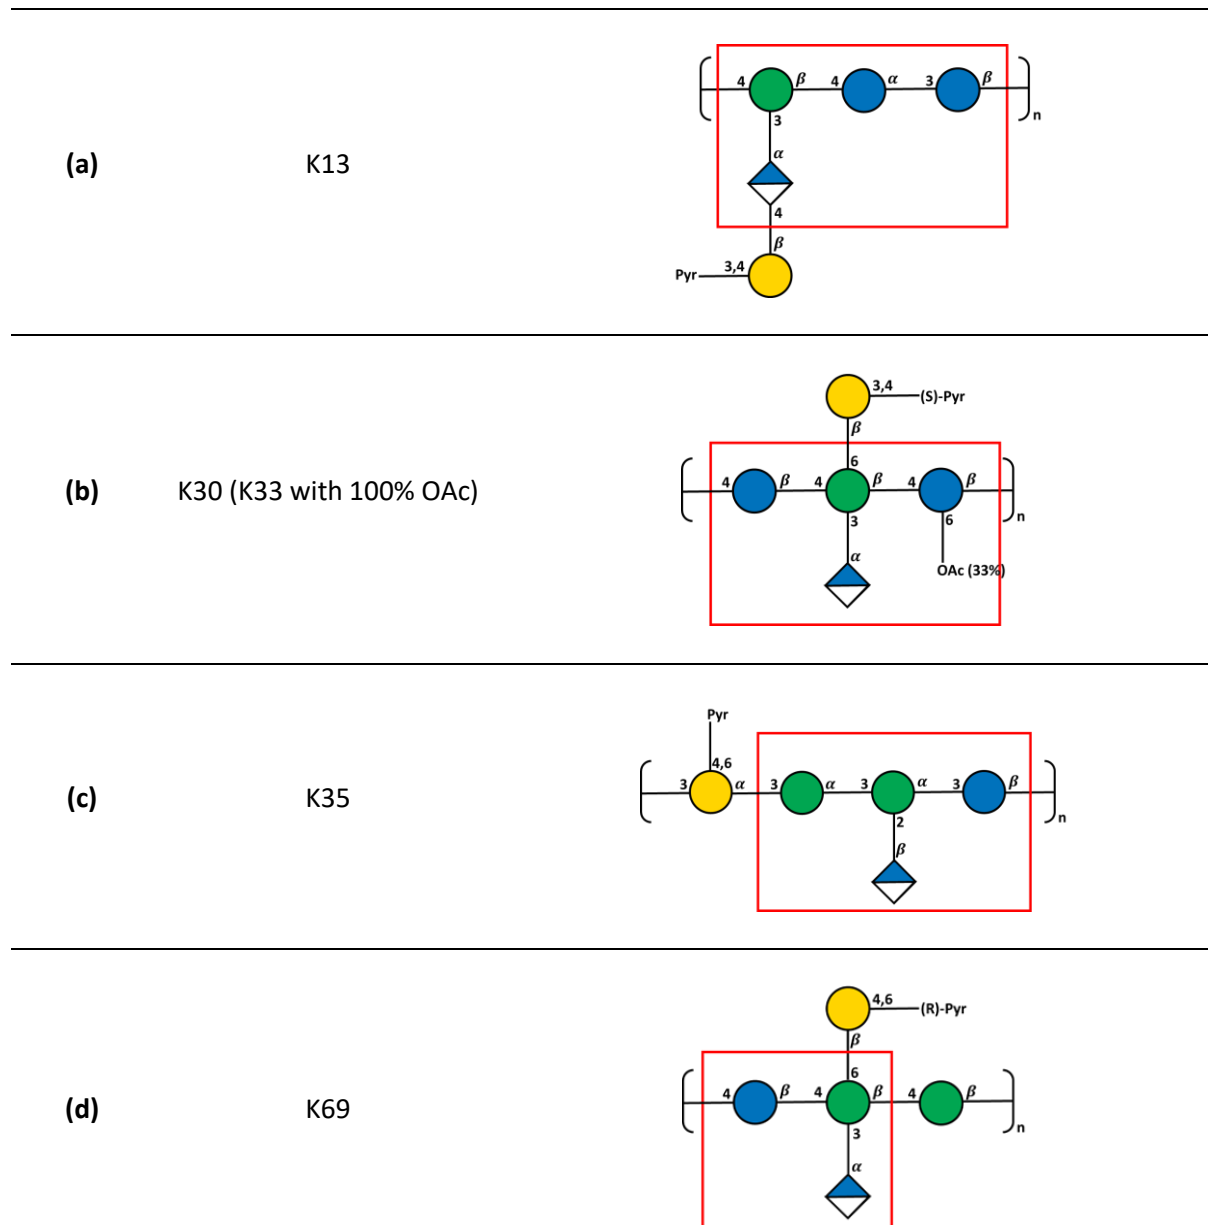 (a) K13
4 β 4 α 3 β n
3
α
4
β
Pyr 3,4
(b) K30 (K33 with 100% OAc)
3,4 (S)-Pyr
β
6
4 β 4 β 4 β n
3 6
α
OAc (33%)
(c) K35
Pyr
4,6
3 α 3 α 3 α 3 β n
2
β
(d) K69
4,6 (R)-Pyr
β
6
4 β 4 β 4 β n
3
α